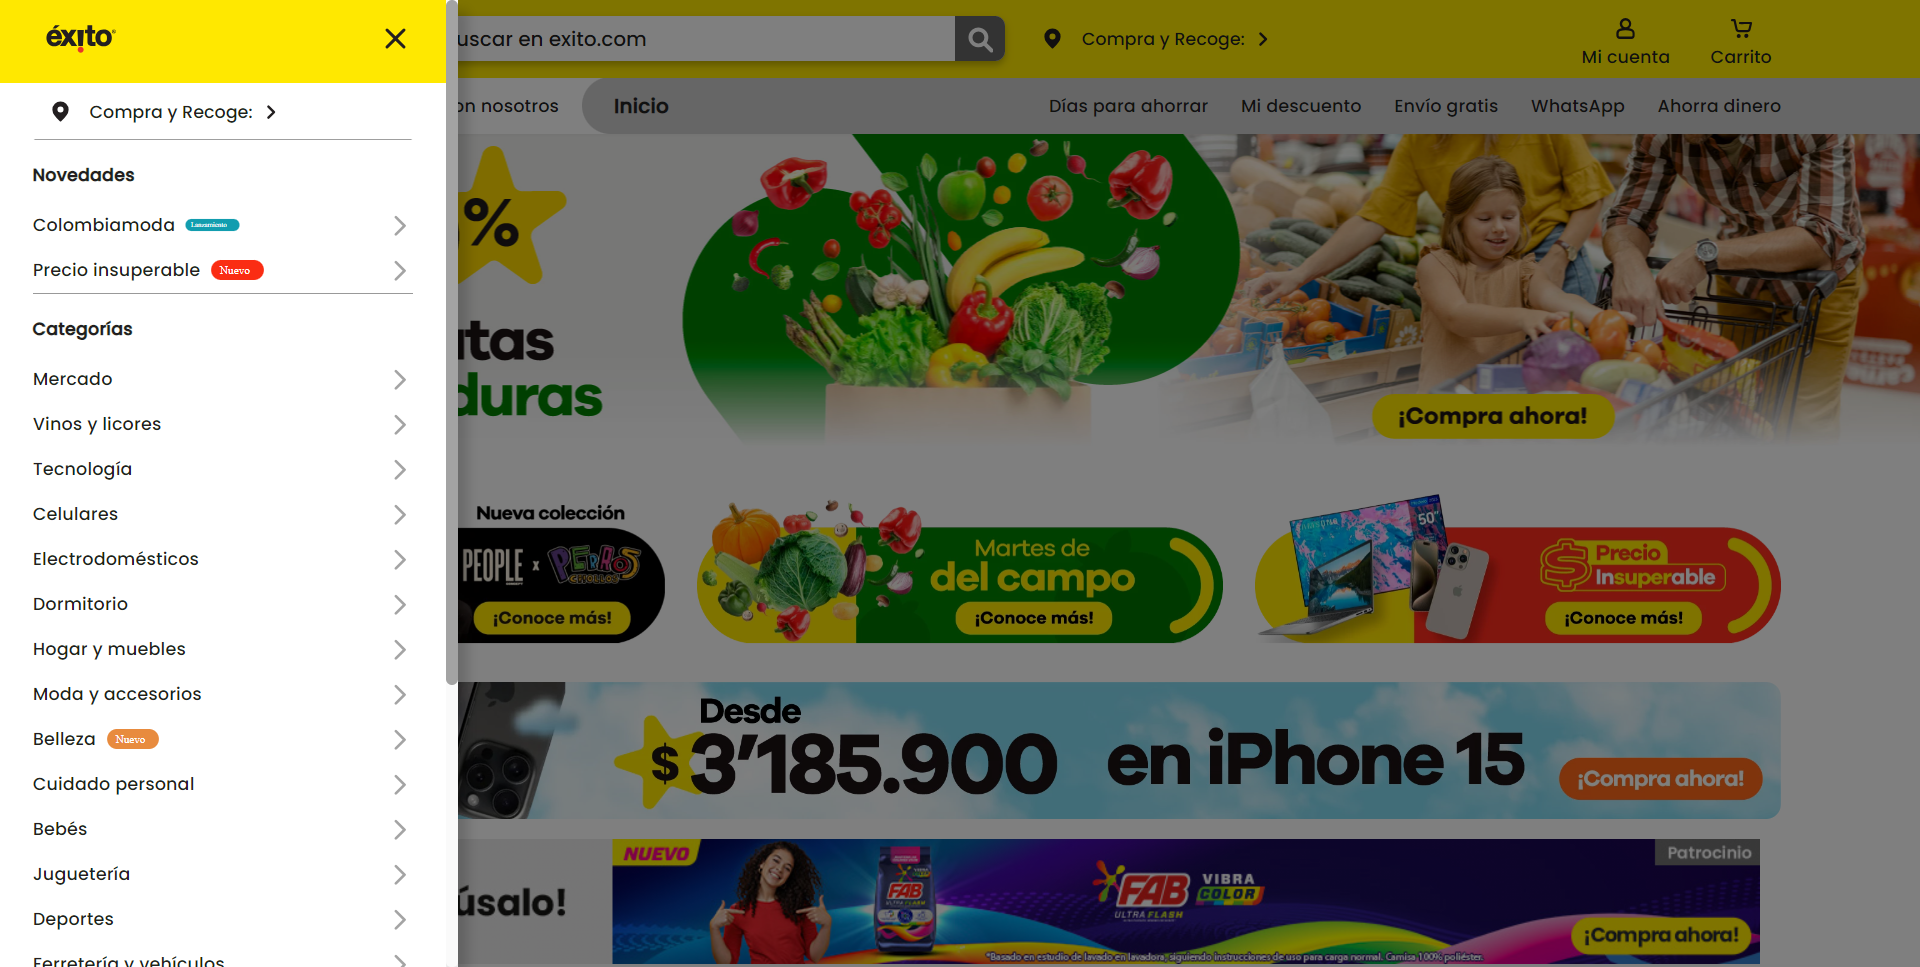 éxito
Compra y Recoge:
Novedades
Colombiamoda Lanzamiento
Precio insuperable Nuevo
Categorías
Mercado
Vinos y licores
Tecnología
Celulares
Electrodomésticos
Dormitorio
Hogar y muebles
Moda y accesorios
Belleza Nuevo
Cuidado personal
Bebés
Juguetería
Deportes
Ferretería y vehículos
uscar en exito.com
Compra y Recoge:
Mi cuenta
Carrito
on nosotros
Inicio
Días para ahorrar
Mi descuento
Envío gratis
WhatsApp
Ahorra dinero
%
utas
duras
¡Compra ahora!
Nueva colección
PEOPLE x PERROS
CRIOLLOS
¡Conoce más!
Martes de
del campo
¡Conoce más!
50"
Precio
Insuperable
¡Conoce más!
Desde
$ 3'185.900 en iPhone 15
¡Compra ahora!
úsalo!
NUEVO
FAB
ULTRA FLASH
FAB
ULTRA FLASH
VIBRA
COLOR
Patrocinio
¡Compra ahora!
*Basado en estudio de lavado en lavadora, siguiendo instrucciones de uso para carga normal. Camisa 100% poliéster.